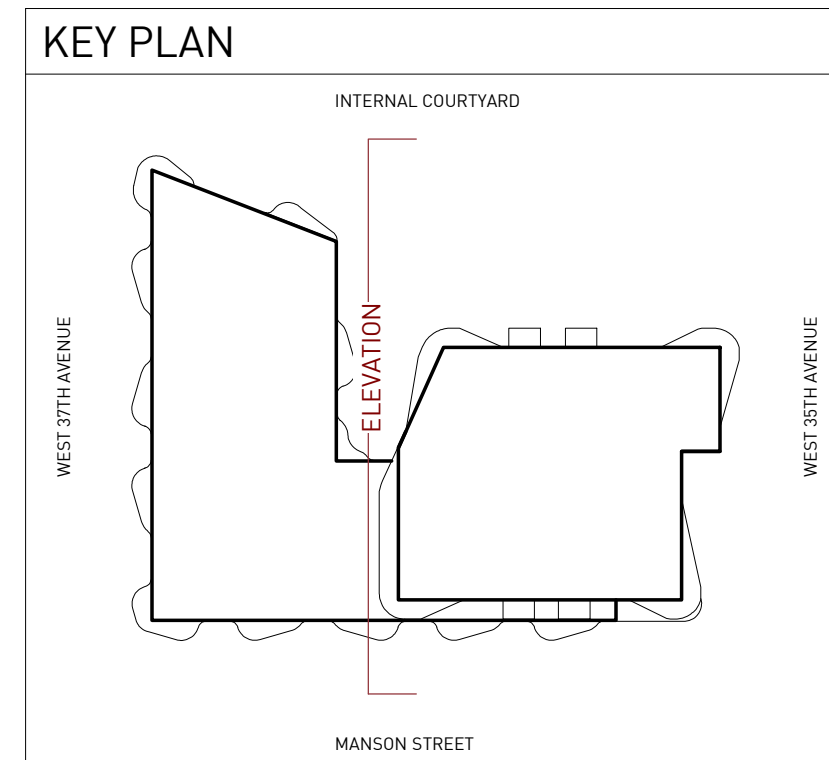 KEY PLAN
INTERNAL COURTYARD
WEST 37TH AVENUE
ELEVATION
WEST 35TH AVENUE
MANSON STREET